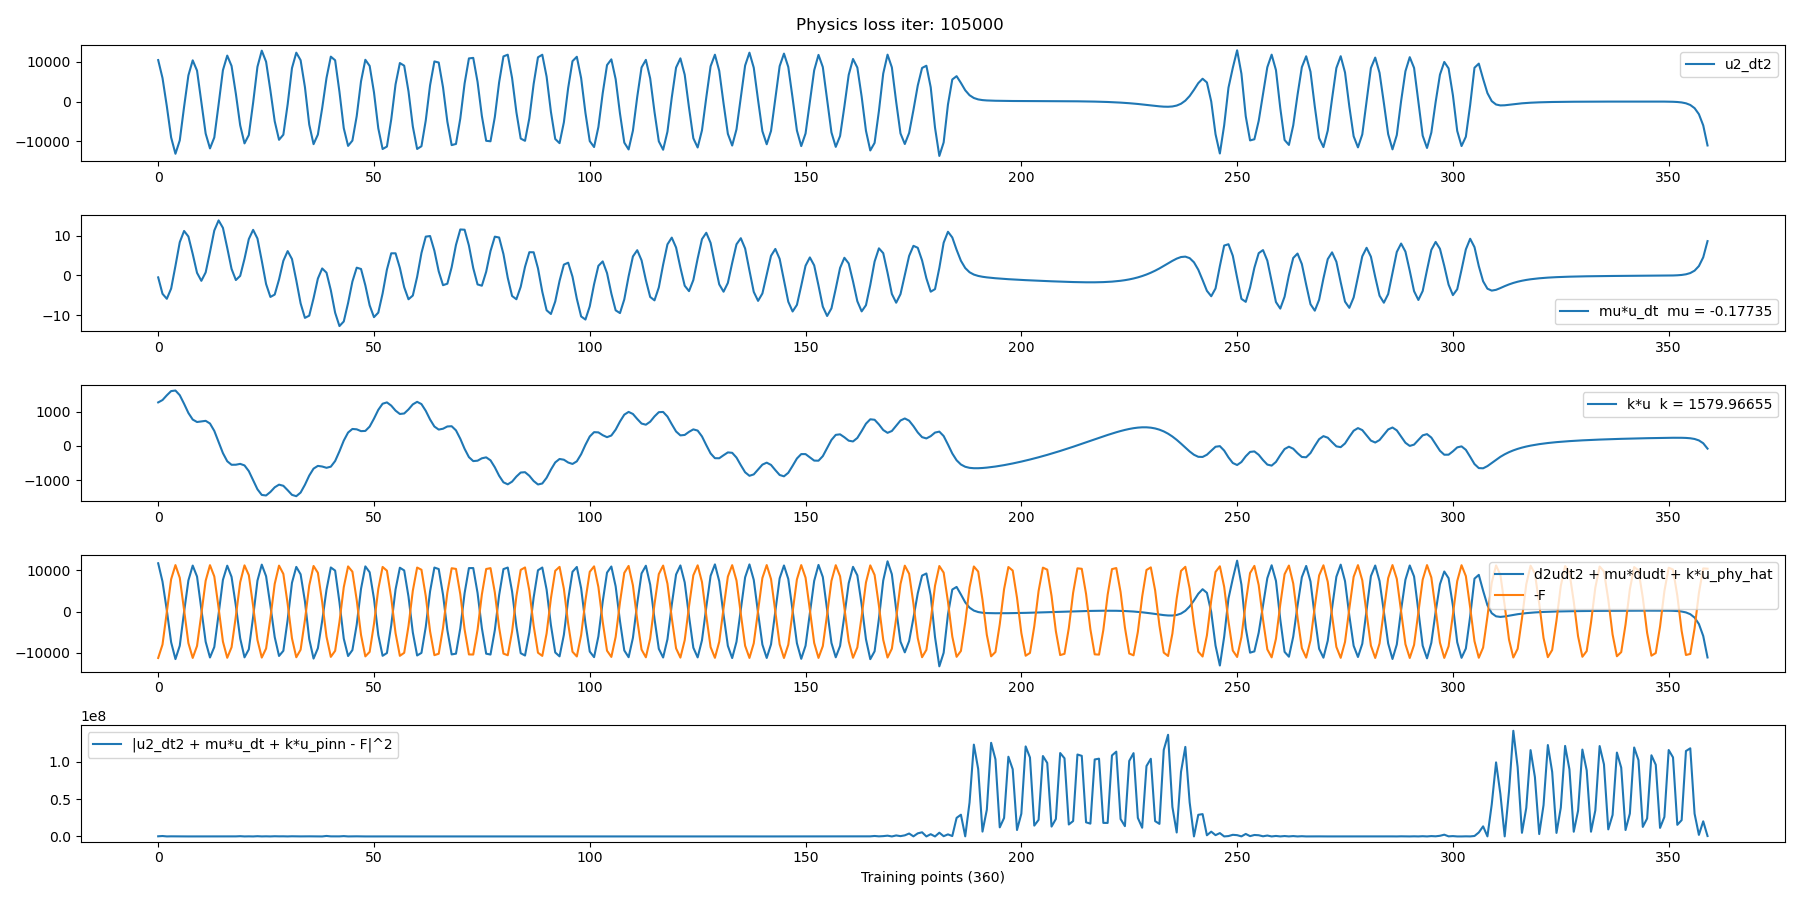 Physics loss iter: 105000
10000
0
−10000
u2_dt2
0 50 100 150 200 250 300 350
10
0
−10
mu*u_dt  mu = -0.17735
0 50 100 150 200 250 300 350
1000
0
−1000
k*u  k = 1579.96655
0 50 100 150 200 250 300 350
10000
0
−10000
d2udt2 + mu*dudt + k*u_phy_hat
-F
0 50 100 150 200 250 300 350
1e8
1.0
0.5
0.0
|u2_dt2 + mu*u_dt + k*u_pinn - F|^2
0 50 100 150 200 250 300 350
Training points (360)